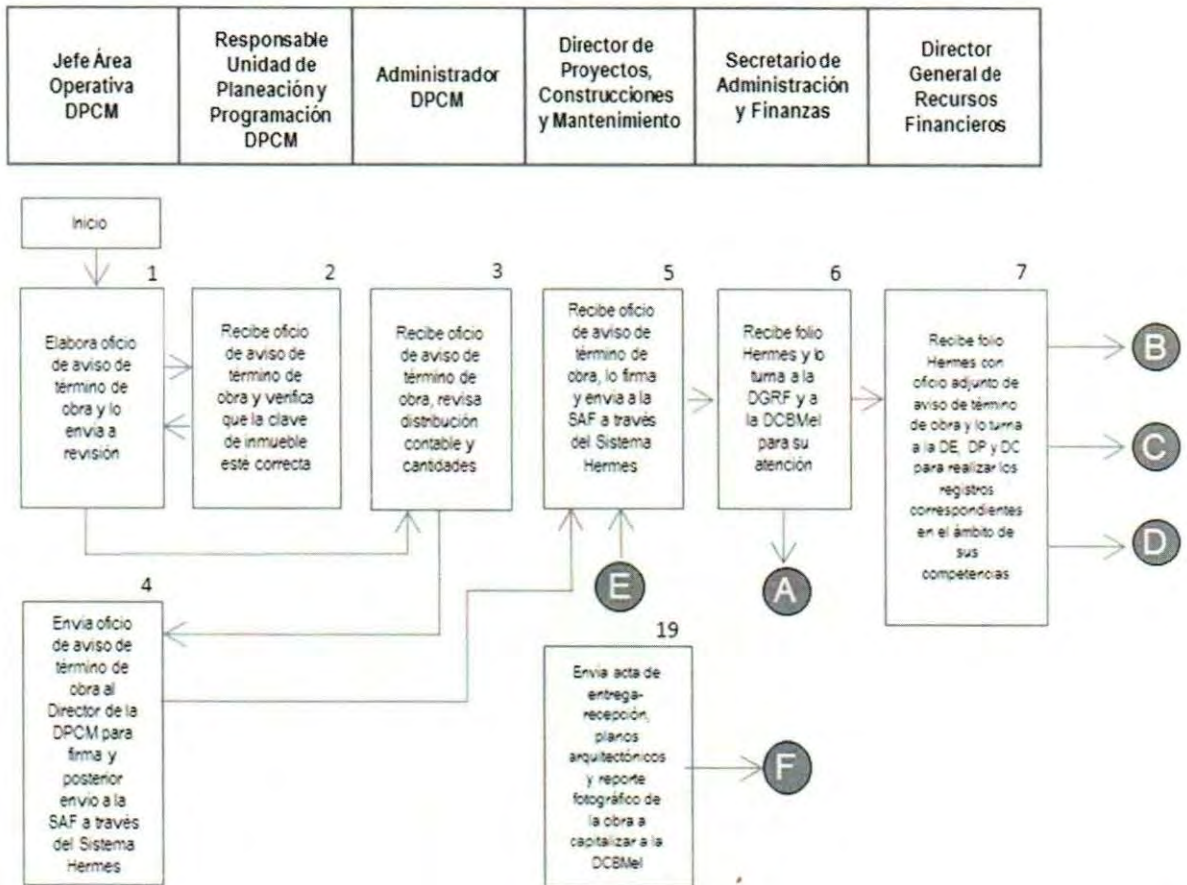 Jefe Área
Operativa
DPCM
Responsable
Unidad de
Planeación y
Programación
DPCM
Administrador
DPCM
Director de
Proyectos,
Construcciones
y Mantenimiento
Secretario de
Administración
y Finanzas
Director
General de
Recursos
Financieros
Inicio
1
Elabora oficio
de aviso de
término de
obra y lo
envia a
revisión
2
Recibe oficio
de aviso de
término de
obra y verifica
que la clave
de inmueble
esté correcta
3
Recibe oficio
de aviso de
término de
obra, revisa
distribución
contable y
cantidades
5
Recibe oficio
de aviso de
término de
obra, lo firma
y envia a la
SAF a través
del Sistema
Hermes
6
Recibe folio
Hermes y lo
turna a la
DGRF y a
la DCBMeI
para su
atención
7
Recibe folio
Hermes con
oficio adjunto de
aviso de término
de obra y lo turna
a la DE, DP y DC
para realizar los
registros
correspondientes
en el ámbito de
sus
competencias
B
C
D
E
A
4
Envia oficio
de aviso de
término de
obra al
Director de la
DPCM para
firma y
posterior
envio a la
SAF a través
del Sistema
Hermes
19
Envia acta de
entrega-
recepción,
planos
arquitectónicos
y reporte
fotográfico de
la obra a
capitalizar a la
DCBMeI
F